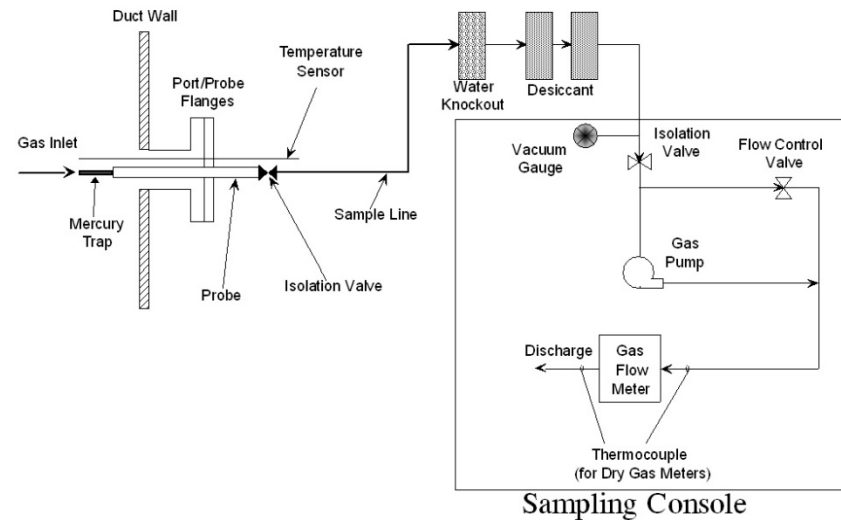 Duct Wall
Temperature
Sensor
Port/Probe
Flanges
Gas Inlet
Mercury
Trap
Probe
Isolation Valve
Sample Line
Water
Knockout
Desiccant
Vacuum
Gauge
Isolation
Valve
Flow Control
Valve
Gas
Pump
Discharge
Gas
Flow
Meter
Thermocouple
(for Dry Gas Meters)
Sampling Console